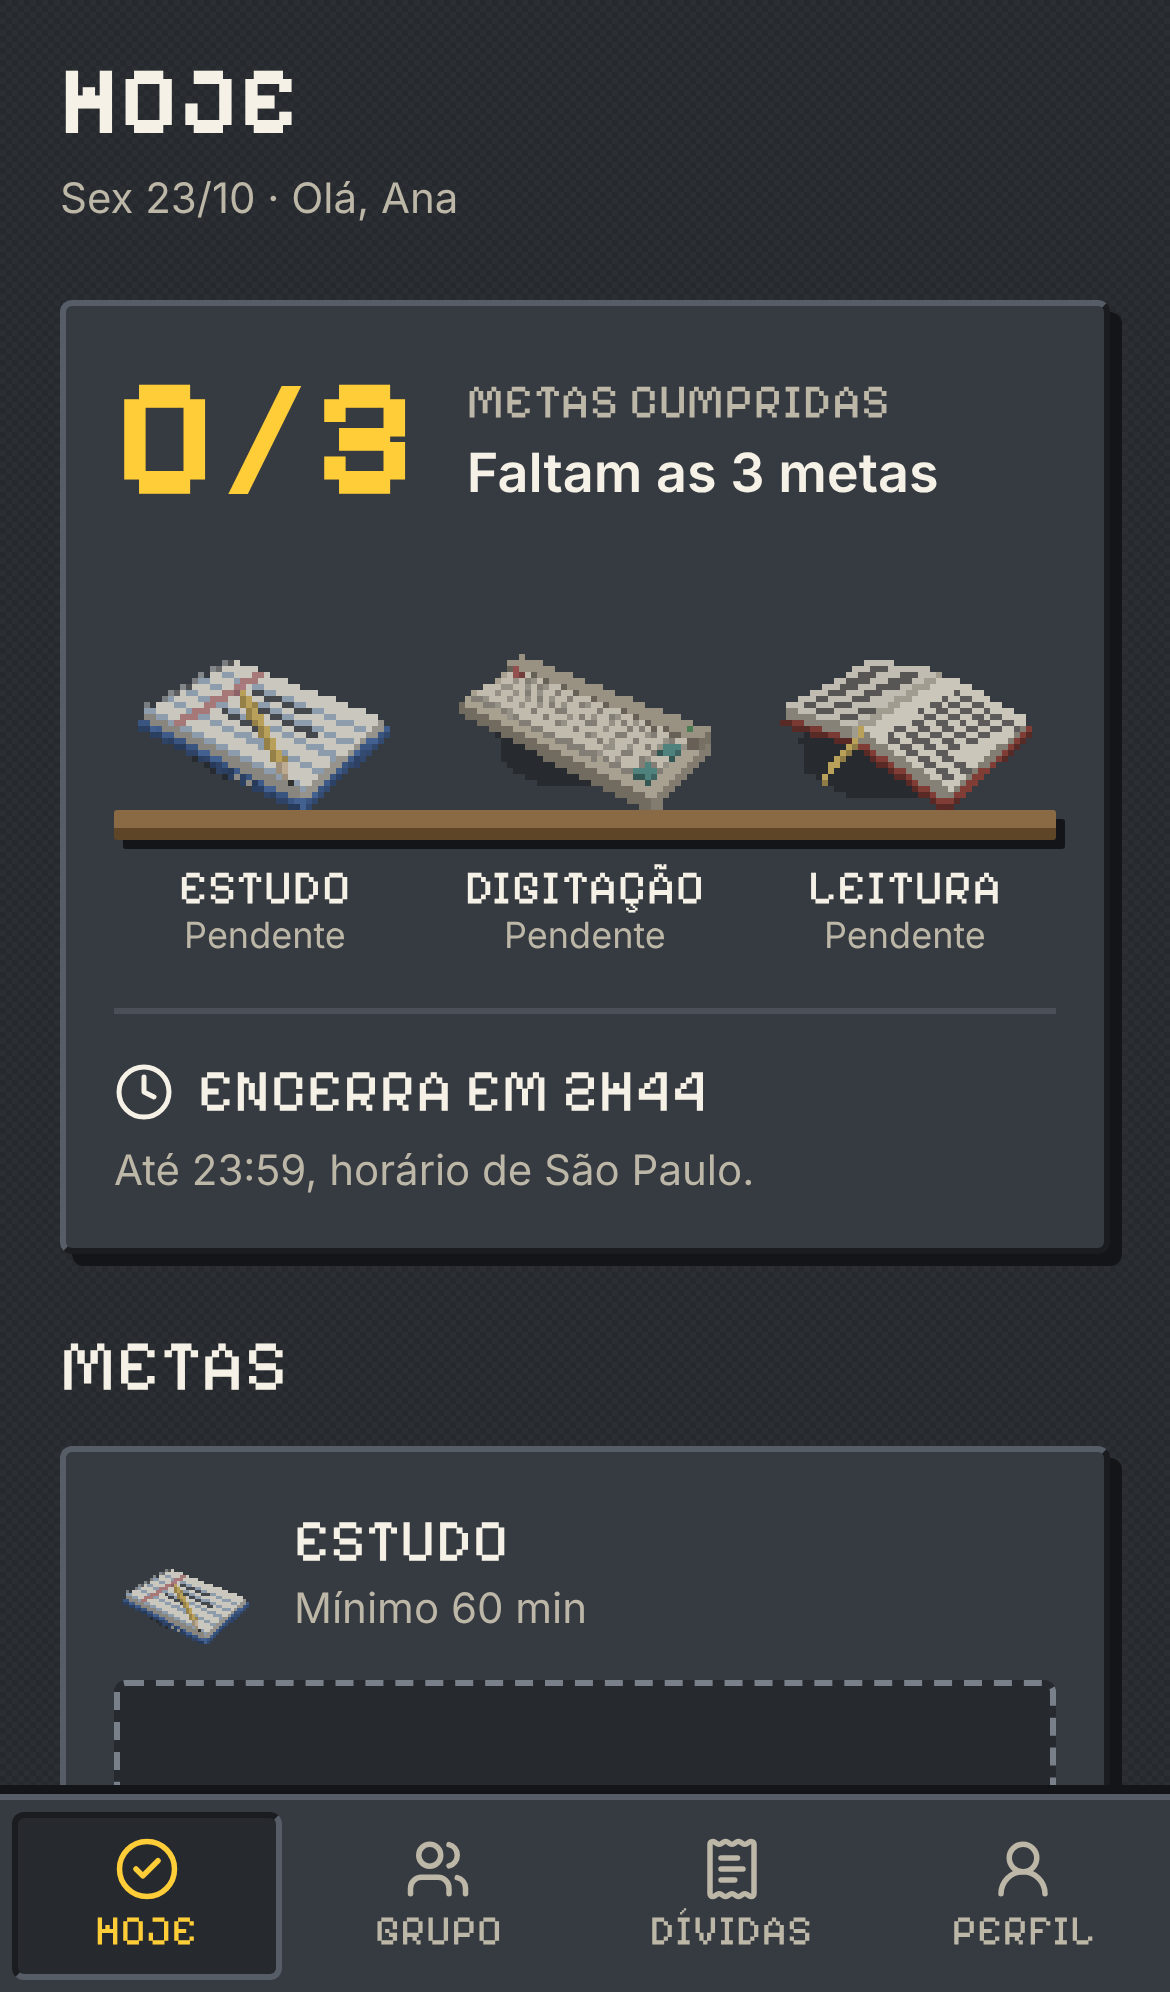 HOJE
Sex 23/10 · Olá, Ana
0/3
METAS CUMPRIDAS
Faltam as 3 metas
ESTUDO DIGITAÇÃO LEITURA
Pendente Pendente Pendente
ENCERRA EM 2H44
Até 23:59, horário de São Paulo.
METAS
ESTUDO
Mínimo 60 min
HOJE GRUPO DÍVIDAS PERFIL